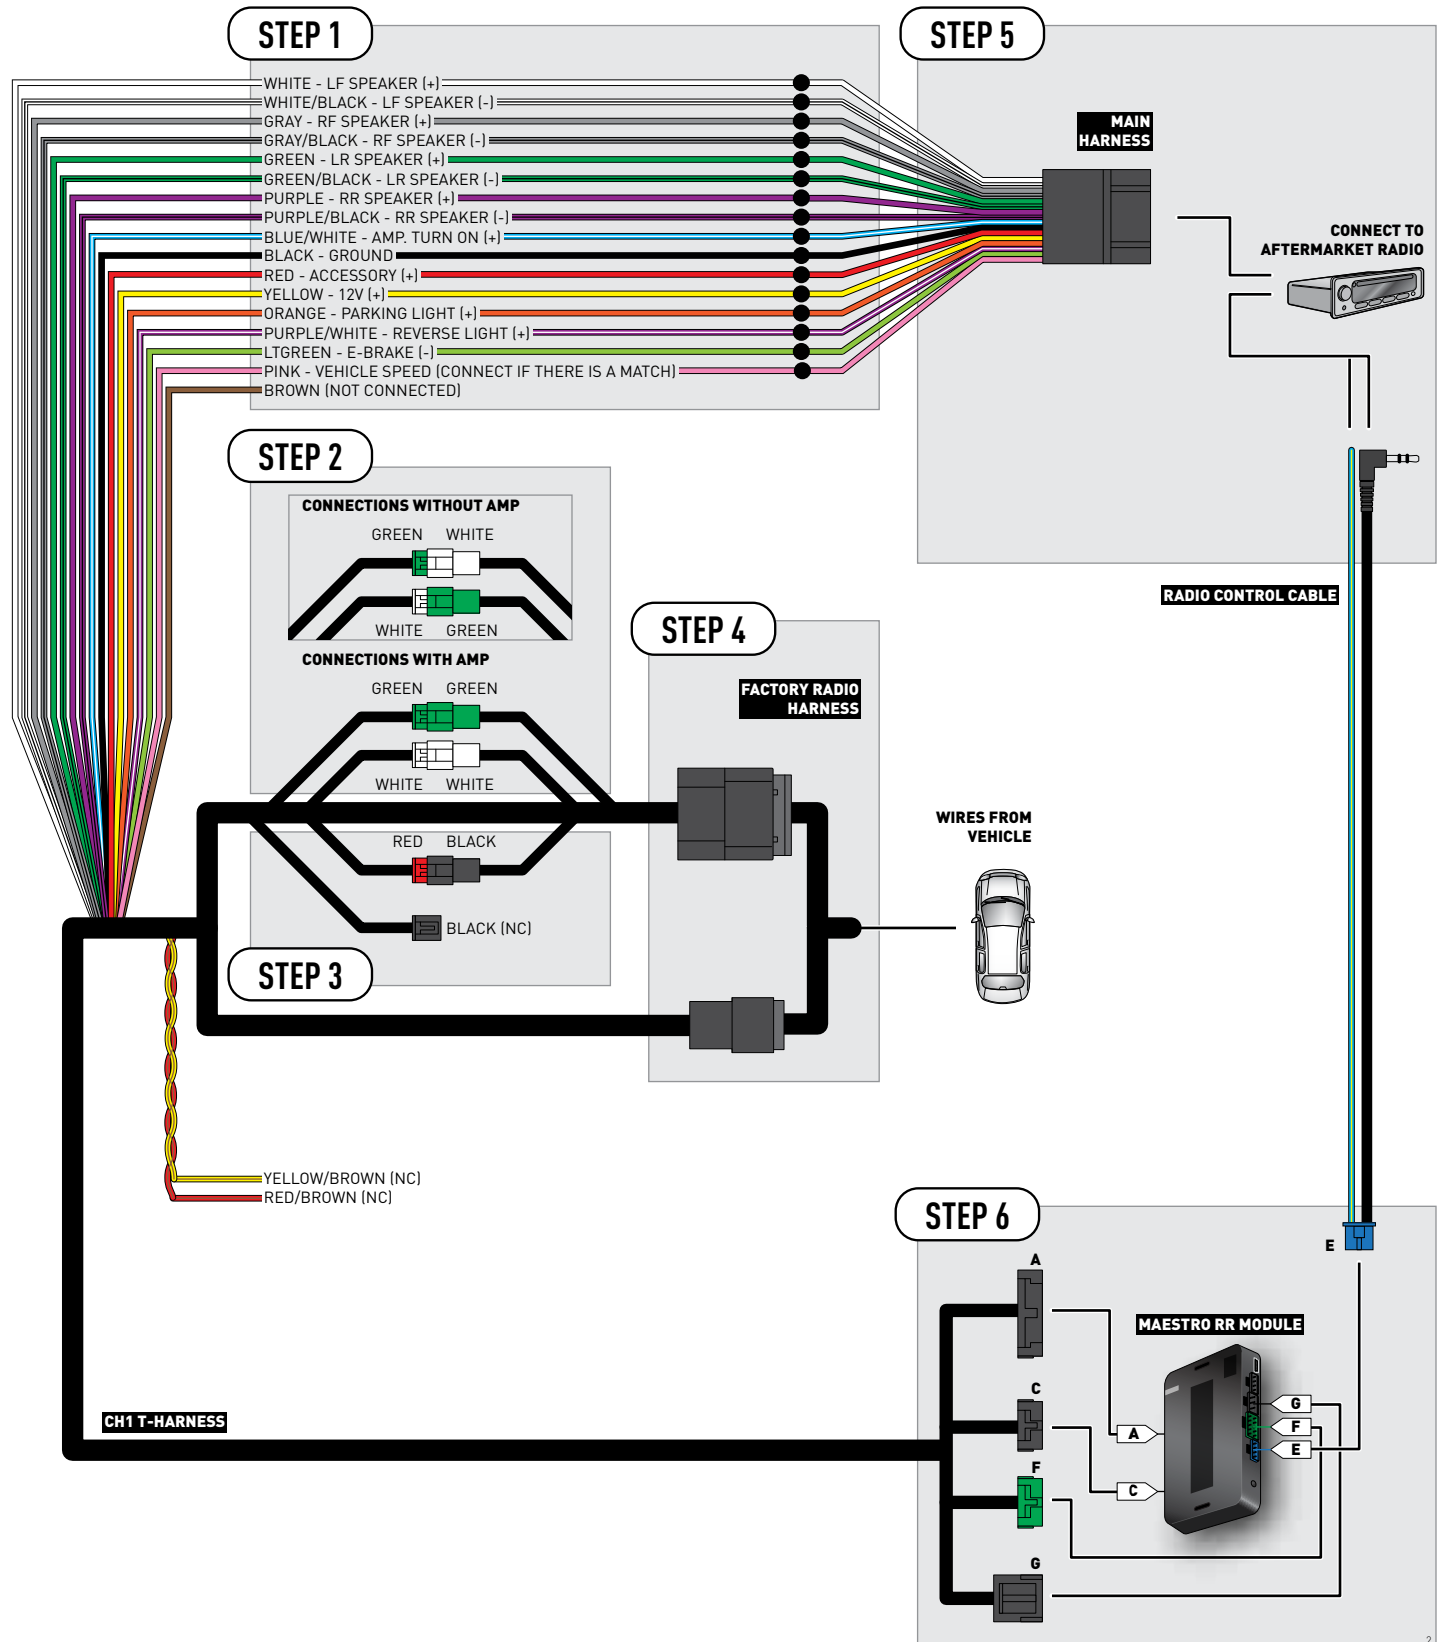 STEP 1
WHITE - LF SPEAKER (+)
WHITE/BLACK - LF SPEAKER (-)
GRAY - RF SPEAKER (+)
GRAY/BLACK - RF SPEAKER (-)
GREEN - LR SPEAKER (+)
GREEN/BLACK - LR SPEAKER (-)
PURPLE - RR SPEAKER (+)
PURPLE/BLACK - RR SPEAKER (-)
BLUE/WHITE - AMP. TURN ON (+)
BLACK - GROUND
RED - ACCESSORY (+)
YELLOW - 12V (+)
ORANGE - PARKING LIGHT (+)
PURPLE/WHITE - REVERSE LIGHT (+)
LTGREEN - E-BRAKE (-)
PINK - VEHICLE SPEED (CONNECT IF THERE IS A MATCH)
BROWN (NOT CONNECTED)
STEP 5
MAIN
HARNESS
CONNECT TO
AFTERMARKET RADIO
STEP 2
CONNECTIONS WITHOUT AMP
GREEN WHITE
WHITE GREEN
CONNECTIONS WITH AMP
GREEN GREEN
WHITE WHITE
RED BLACK
BLACK (NC)
STEP 3
STEP 4
FACTORY RADIO
HARNESS
WIRES FROM
VEHICLE
RADIO CONTROL CABLE
YELLOW/BROWN (NC)
RED/BROWN (NC)
CH1 T-HARNESS
STEP 6
E
A
MAESTRO RR MODULE
C
G
F
A
E
F
C
G
2